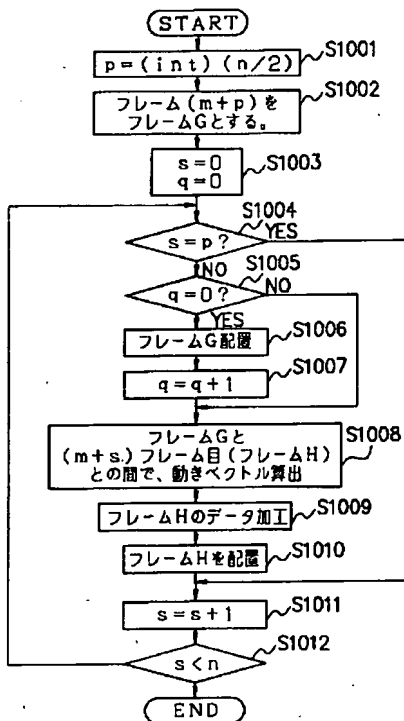 START
p=(int)(n/2)
S1001
フレーム(m+p)を
フレームGとする。
S1002
s=0
q=0
S1003
S1004
s=p?
YES
NO
S1005
q=0?
NO
YES
フレームG配置
S1006
q=q+1
S1007
フレームGと
(m+s)フレーム目(フレームH)
との間で、動きベクトル算出
S1008
フレームHのデータ加工
S1009
フレームHを配置
S1010
s=s+1
S1011
s<n
S1012
END